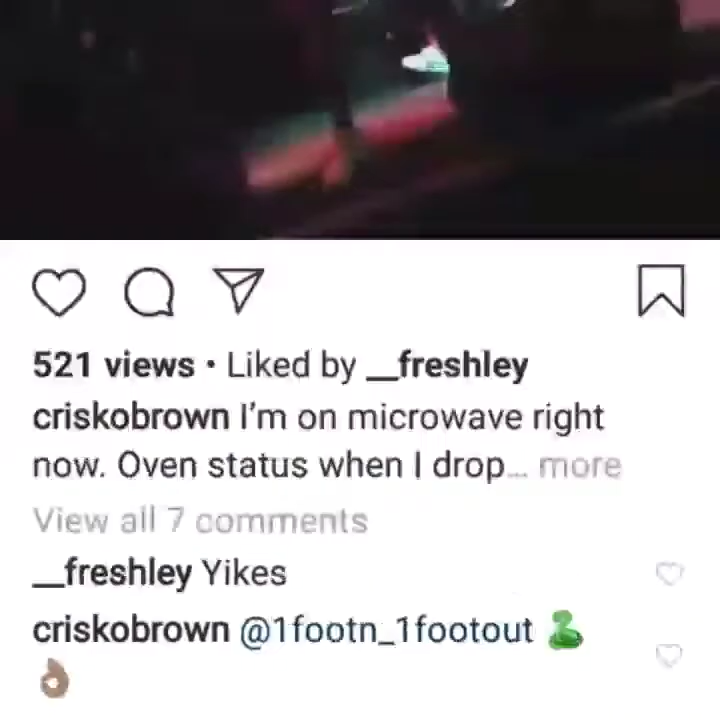 521 views • Liked by __freshley
criskobrown I'm on microwave right
now. Oven status when I drop... more
View all 7 comments
__freshley Yikes
criskobrown @1footn_1footout 🐍
👌🏽